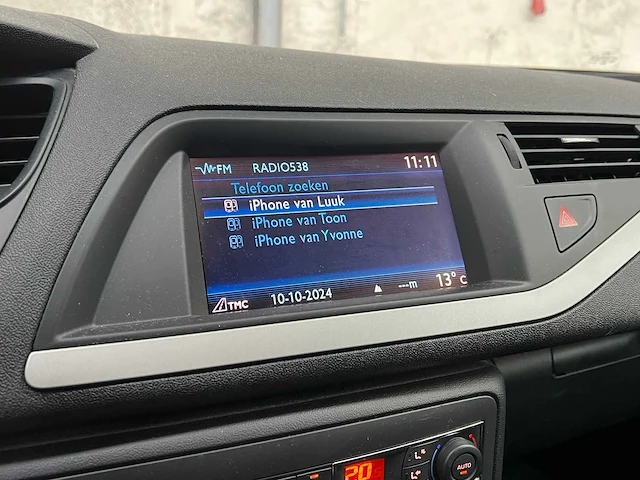 FM RADIO538 11:11
Telefoon zoeken
iPhone van Luuk
iPhone van Toon
iPhone van Yvonne
TMC 10-10-2024 ---m 13°C
20 AUTO